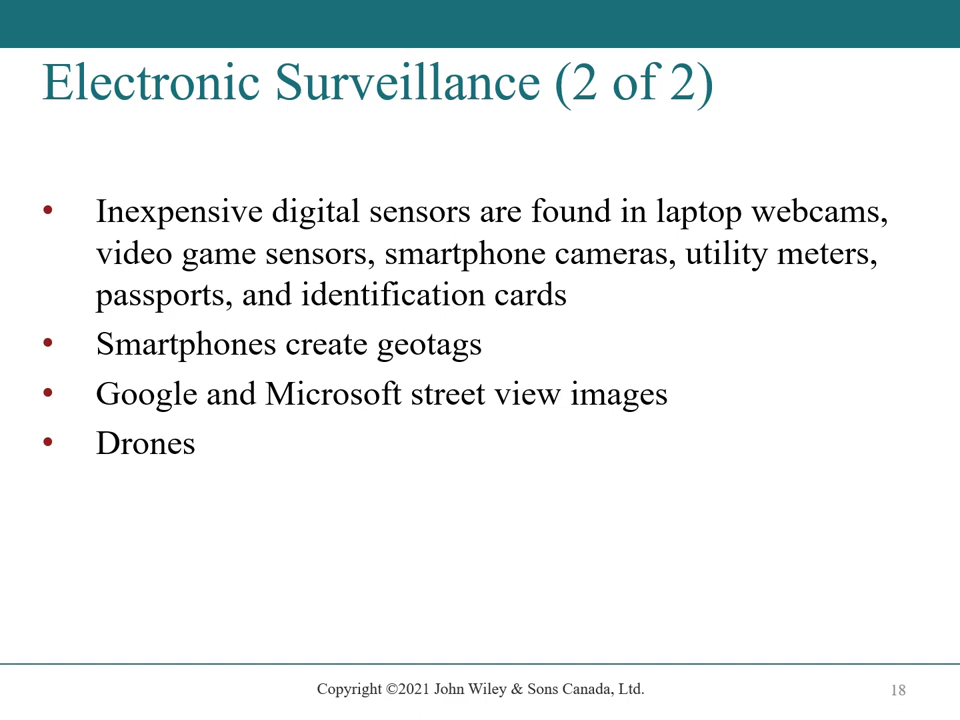 Electronic Surveillance (2 of 2)
• Inexpensive digital sensors are found in laptop webcams,
video game sensors, smartphone cameras, utility meters,
passports, and identification cards
• Smartphones create geotags
• Google and Microsoft street view images
• Drones
Copyright ©2021 John Wiley & Sons Canada, Ltd.
18